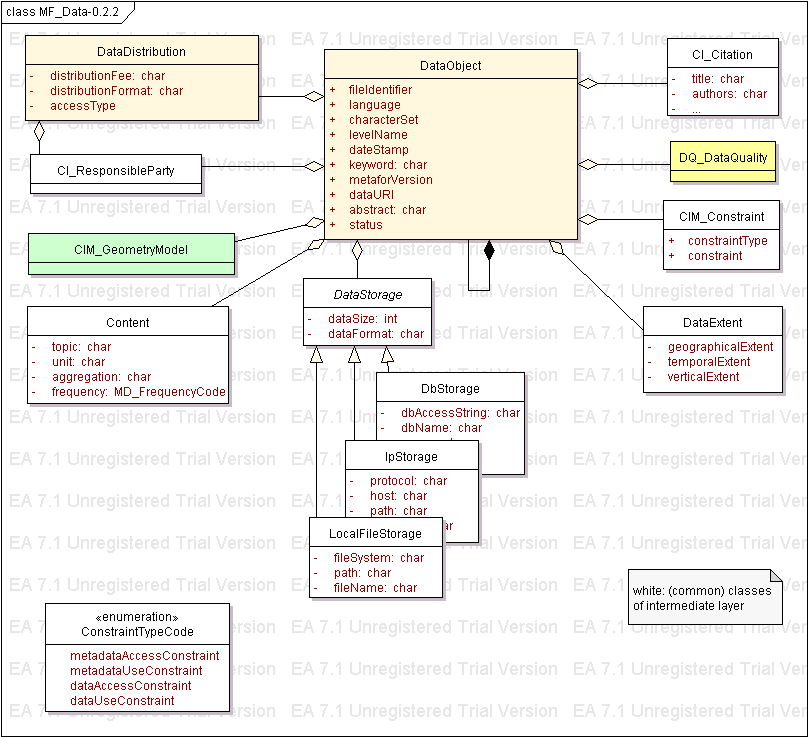 class MF_Data-0.2.2
DataDistribution
- distributionFee: char
- distributionFormat: char
- accessType
CI_ResponsibleParty
CIM_GeometryModel
Content
- topic: char
- unit: char
- aggregation: char
- frequency: MD_FrequencyCode
DataObject
+ fileIdentifier
+ language
+ characterSet
+ levelName
+ dateStamp
+ keyword: char
+ metaforVersion
+ dataURI
+ abstract: char
+ status
CI_Citation
- title: char
- authors: char
- ...
DQ_DataQuality
CIM_Constraint
+ constraintType
+ constraint
DataExtent
- geographicalExtent
- temporalExtent
- verticalExtent
DataStorage
- dataSize: int
- dataFormat: char
DbStorage
- dbAccessString: char
- dbName: char
IpStorage
- protocol: char
- host: char
- path: char
LocalFileStorage
- fileSystem: char
- path: char
- fileName: char
white: (common) classes
of intermediate layer
«enumeration»
ConstraintTypeCode
metadataAccessConstraint
metadataUseConstraint
dataAccessConstraint
dataUseConstraint
EA 7.1 Unregistered Trial Version